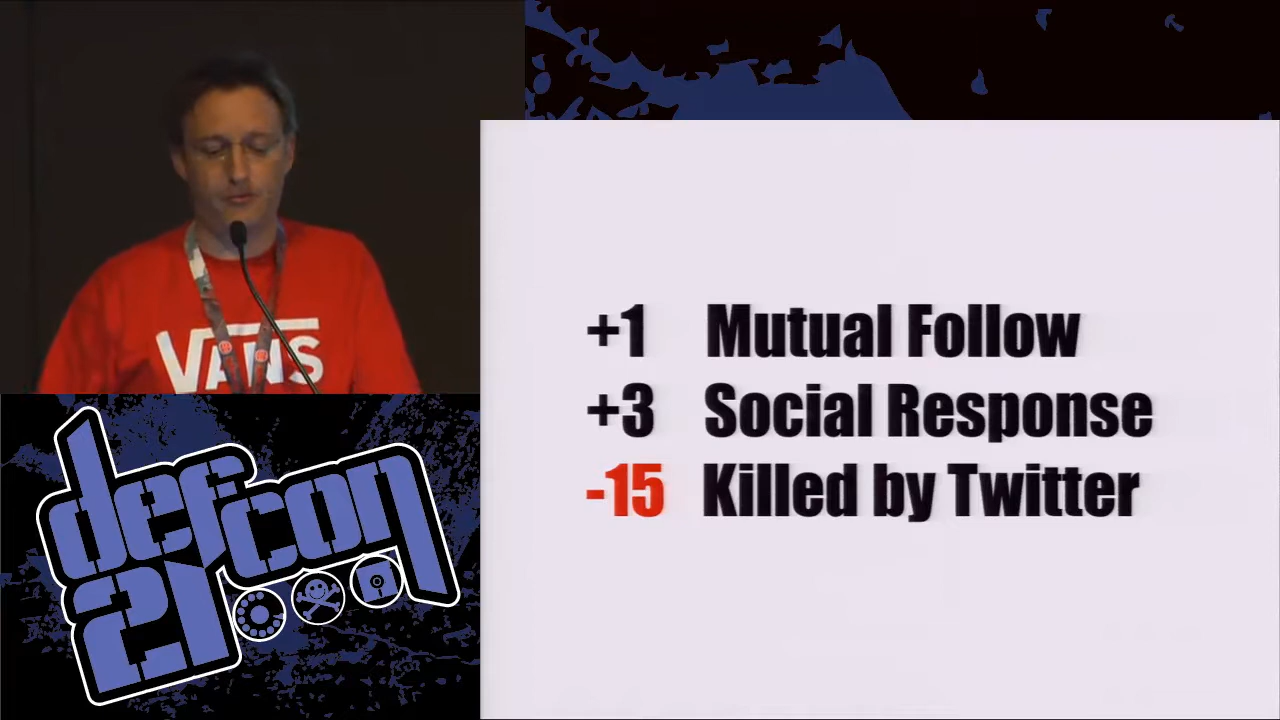 VANS
+1 Mutual Follow
+3 Social Response
-15 Killed by Twitter
defcon
21